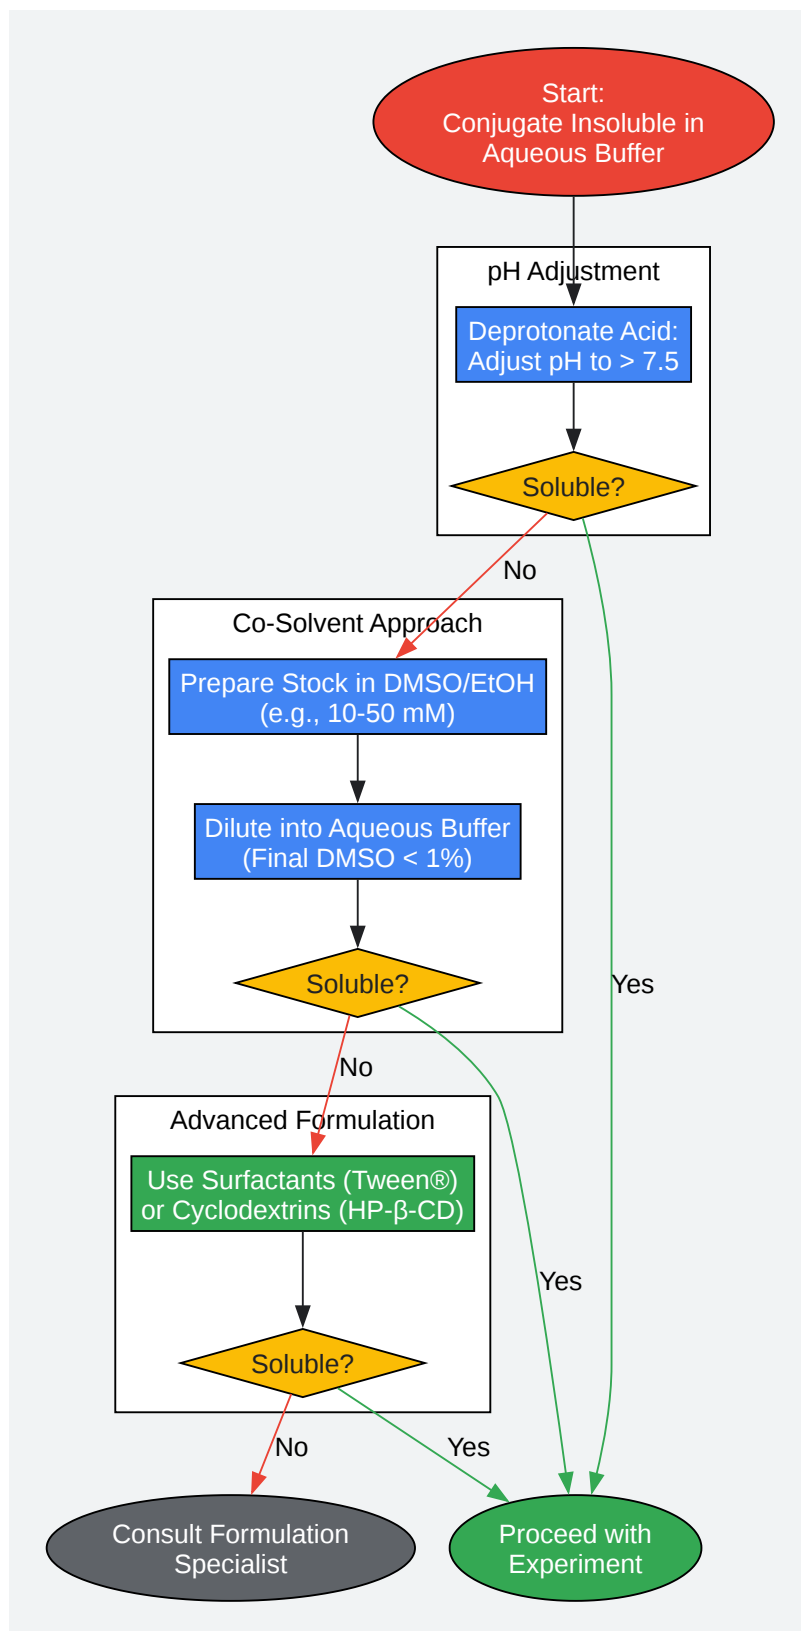 Start:
Conjugate Insoluble in
Aqueous Buffer
pH Adjustment
Deprotonate Acid:
Adjust pH to > 7.5
Soluble?
No
Co-Solvent Approach
Prepare Stock in DMSO/EtOH
(e.g., 10-50 mM)
Dilute into Aqueous Buffer
(Final DMSO < 1%)
Soluble?
Yes
No
Advanced Formulation
Use Surfactants (Tween®)
or Cyclodextrins (HP-β-CD)
Yes
Soluble?
No
Yes
Consult Formulation
Specialist
Proceed with
Experiment